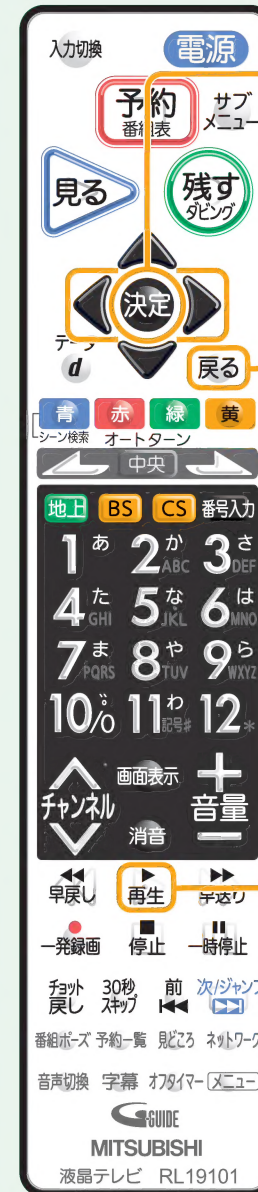 入力切換 電源
予約 サブ
番組表 メニュー
見る 残す
ダビング
決定
データ
d 戻る
青 赤 緑 黄
シーン検索 オートターン
中央
地上 BS CS 番号入力
1 あ 2 か ABC 3 さ DEF
4 た GHI 5 な JKL 6 は MNO
7 ま PQRS 8 や TUV 9 ら WXYZ
10/0 11 わ 記号# 12 *
画面表示
チャンネル 音量
消音
早戻し 再生 早送り
一発録画 停止 一時停止
チョット 30秒 前 次/ジャンプ
戻し スキップ
番組ポーズ 予約一覧 見どころ ネットワーク
音声切換 字幕 オフタイマー メニュー
G-GUIDE
MITSUBISHI
液晶テレビ RL19101